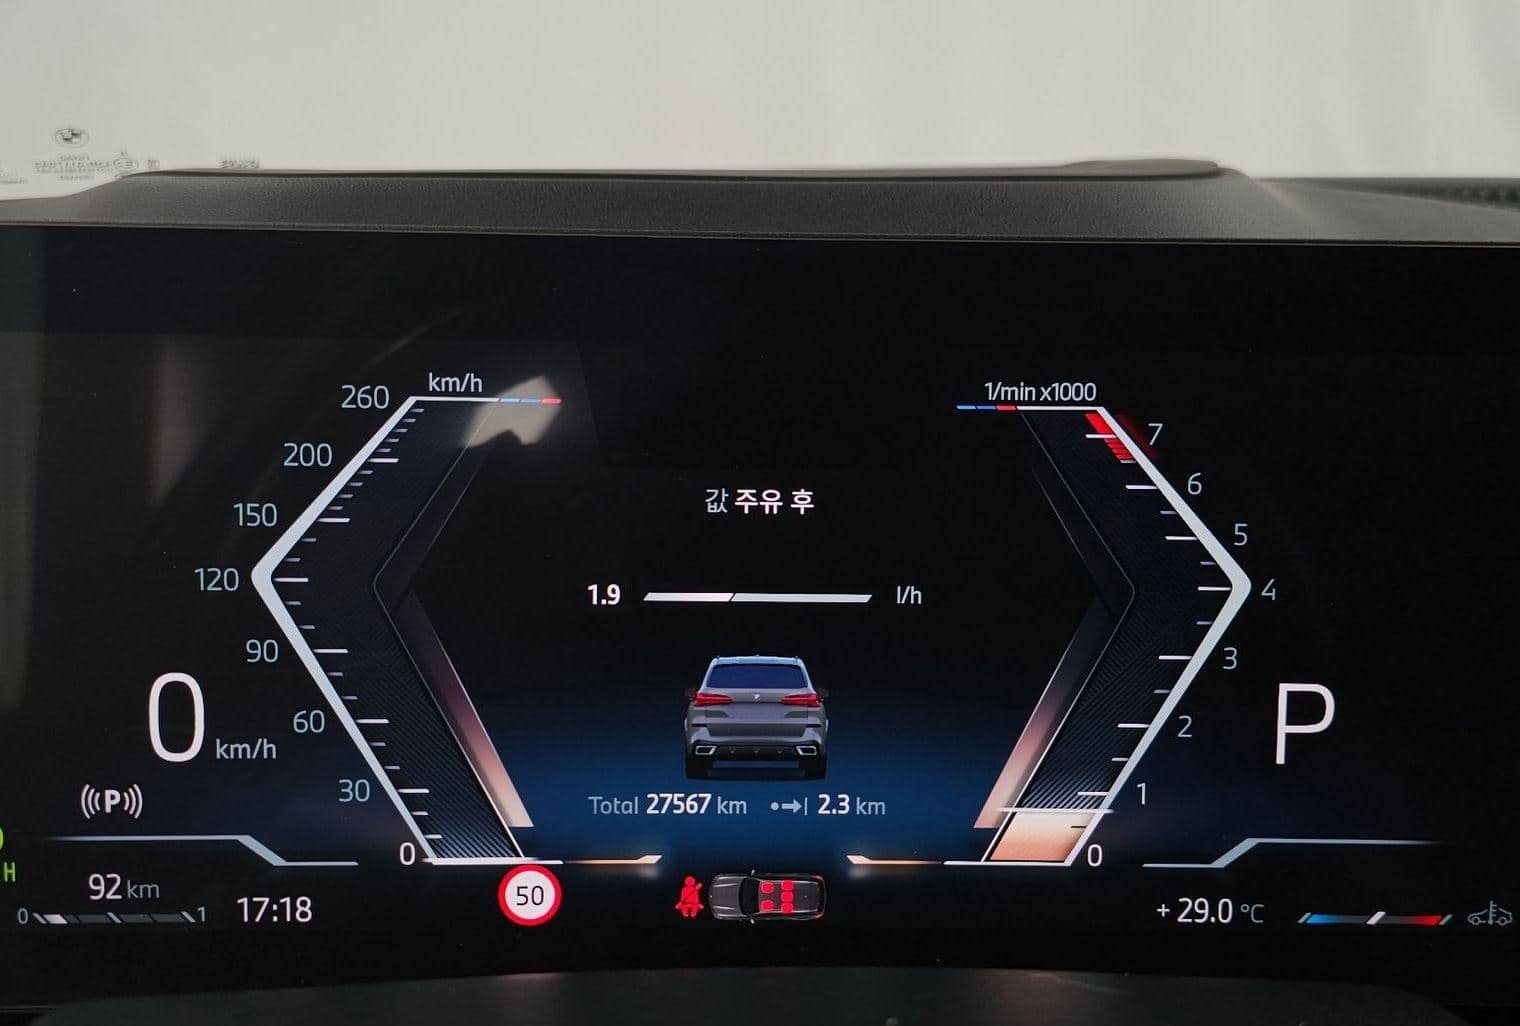 km/h
1/min x1000
260
200
150
120
90
60
30
0
7
6
5
4
3
2
1
0
값 주유 후
1.9 l/h
0 km/h
P
(((P)))
Total 27567 km 2.3 km
H
92 km
0 1
17:18
50
+ 29.0 °C